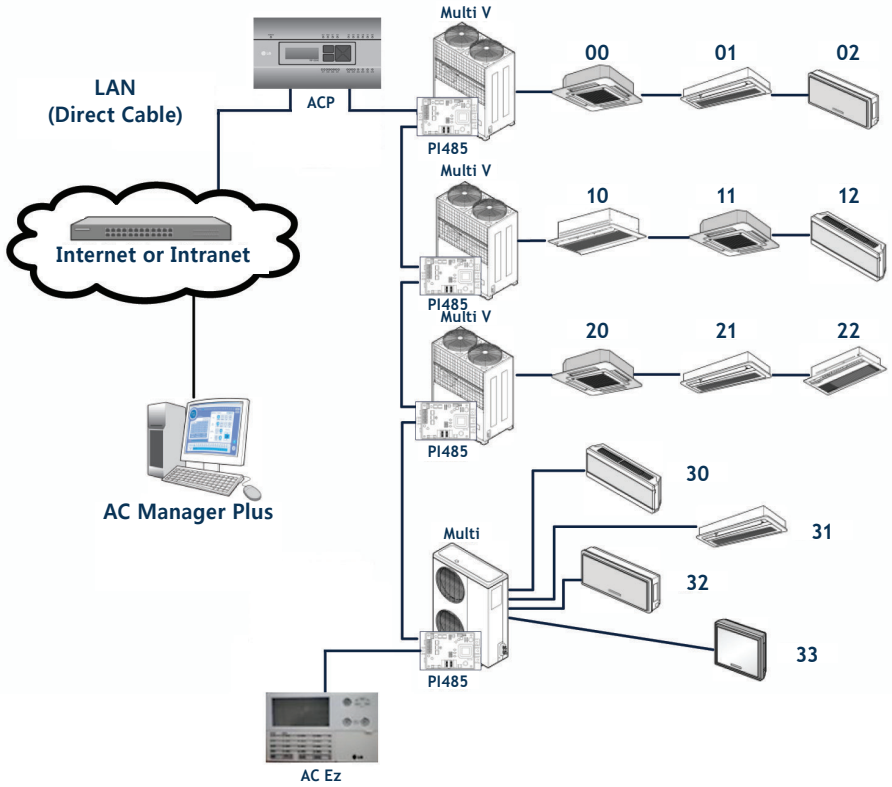 Multi V
00
01
02
LAN
(Direct Cable)
ACP
PI485
Multi V
10
11
12
Internet or Intranet
PI485
Multi V
20
21
22
PI485
30
AC Manager Plus
Multi
31
32
33
PI485
LG
AC Ez